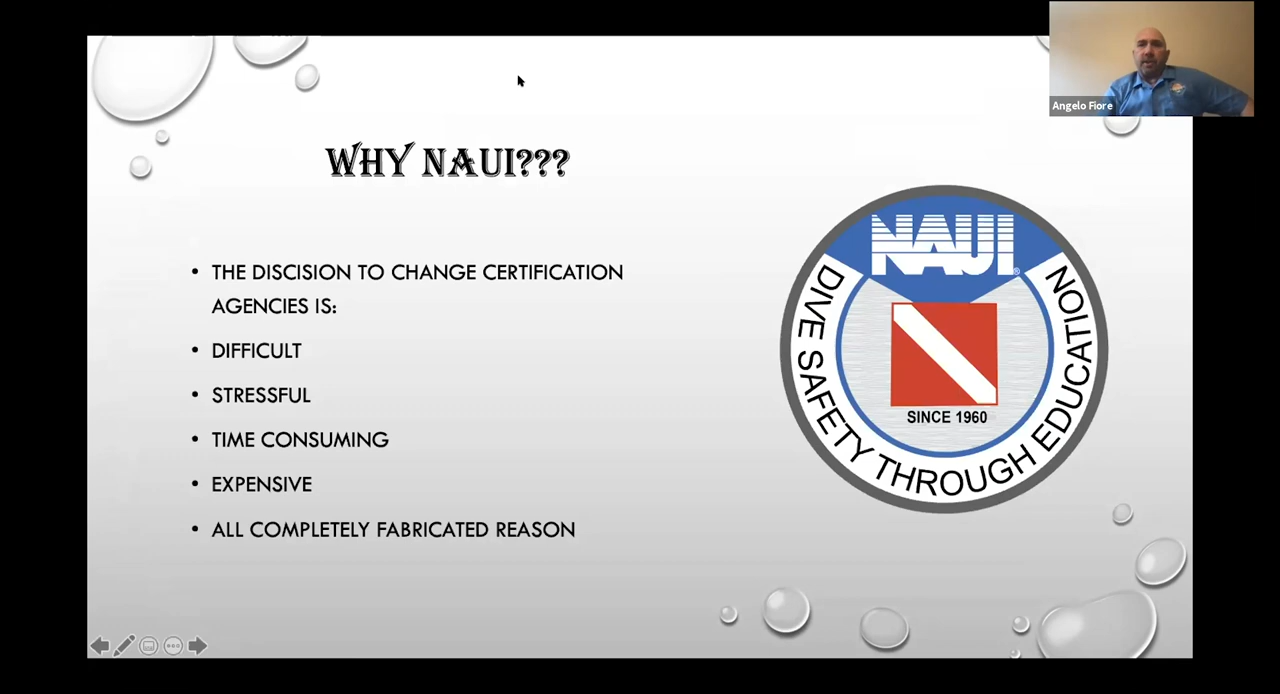 Angelo Fiore
WHY NAUI???
• THE DISCISION TO CHANGE CERTIFICATION
AGENCIES IS:
• DIFFICULT
• STRESSFUL
• TIME CONSUMING
• EXPENSIVE
• ALL COMPLETELY FABRICATED REASON
NAUI®
DIVE SAFETY THROUGH EDUCATION
SINCE 1960